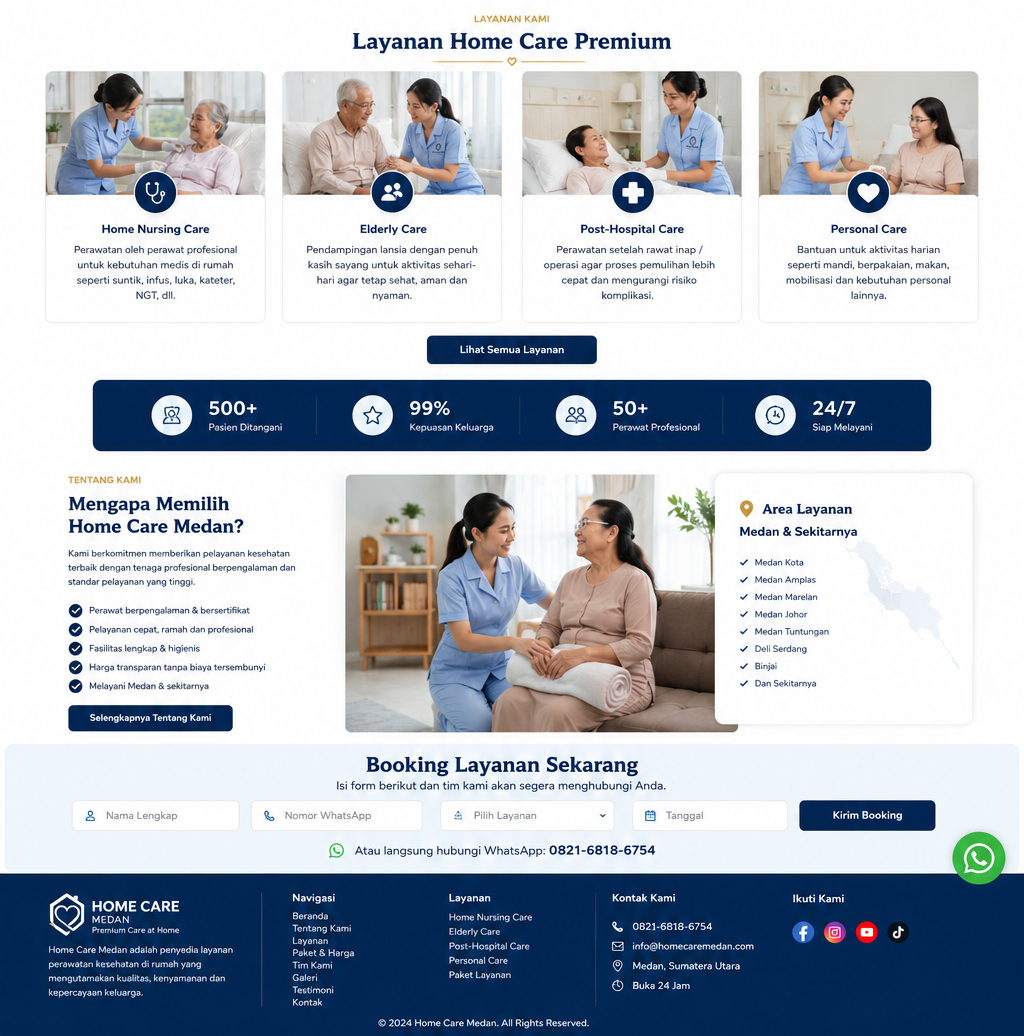 LAYANAN KAMI
Layanan Home Care Premium
Home Nursing Care
Perawatan oleh perawat profesional
untuk kebutuhan medis di rumah
seperti suntik, infus, luka, kateter,
NGT, dll.
Elderly Care
Pendampingan lansia dengan penuh
kasih sayang untuk aktivitas sehari-
hari agar tetap sehat, aman dan
nyaman.
Post-Hospital Care
Perawatan setelah rawat inap /
operasi agar proses pemulihan lebih
cepat dan mengurangi risiko
komplikasi.
Personal Care
Bantuan untuk aktivitas harian
seperti mandi, berpakaian, makan,
mobilisasi dan kebutuhan personal
lainnya.
Lihat Semua Layanan
500+
Pasien Ditangani
99%
Kepuasan Keluarga
50+
Perawat Profesional
24/7
Siap Melayani
TENTANG KAMI
Mengapa Memilih
Home Care Medan?
Kami berkomitmen memberikan pelayanan kesehatan
terbaik dengan tenaga profesional berpengalaman dan
standar pelayanan yang tinggi.
Perawat berpengalaman & bersertifikat
Pelayanan cepat, ramah dan profesional
Fasilitas lengkap & higienis
Harga transparan tanpa biaya tersembunyi
Melayani Medan & sekitarnya
Selengkapnya Tentang Kami
Area Layanan
Medan & Sekitarnya
Medan Kota
Medan Amplas
Medan Marelan
Medan Johor
Medan Tuntungan
Deli Serdang
Binjai
Dan Sekitarnya
Booking Layanan Sekarang
Isi form berikut dan tim kami akan segera menghubungi Anda.
Nama Lengkap
Nomor WhatsApp
Pilih Layanan
Tanggal
Kirim Booking
Atau langsung hubungi WhatsApp: 0821-6818-6754
HOME CARE
MEDAN
Premium Care at Home
Home Care Medan adalah penyedia layanan
perawatan kesehatan di rumah yang
mengutamakan kualitas, kenyamanan dan
kepercayaan keluarga.
Navigasi
Beranda
Tentang Kami
Layanan
Paket & Harga
Tim Kami
Galeri
Testimoni
Kontak
Layanan
Home Nursing Care
Elderly Care
Post-Hospital Care
Personal Care
Paket Layanan
Kontak Kami
0821-6818-6754
info@homecaremedan.com
Medan, Sumatera Utara
Buka 24 Jam
Ikuti Kami
© 2024 Home Care Medan. All Rights Reserved.